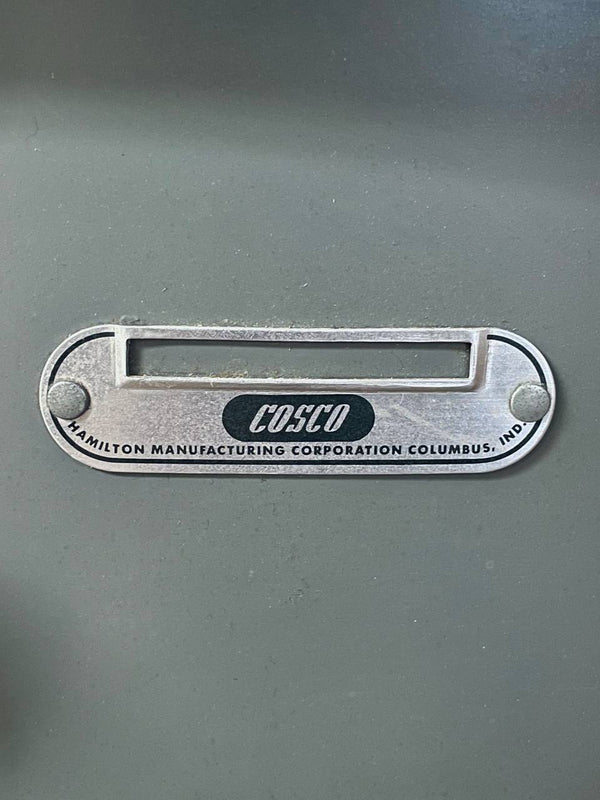 COSCO
HAMILTON MANUFACTURING CORPORATION COLUMBUS, IND.